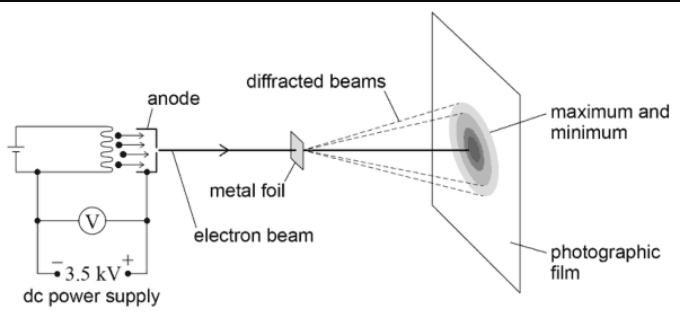 diffracted beams
anode
maximum and
minimum
metal foil
V
electron beam
− 3.5 kV +
dc power supply
photographic
film